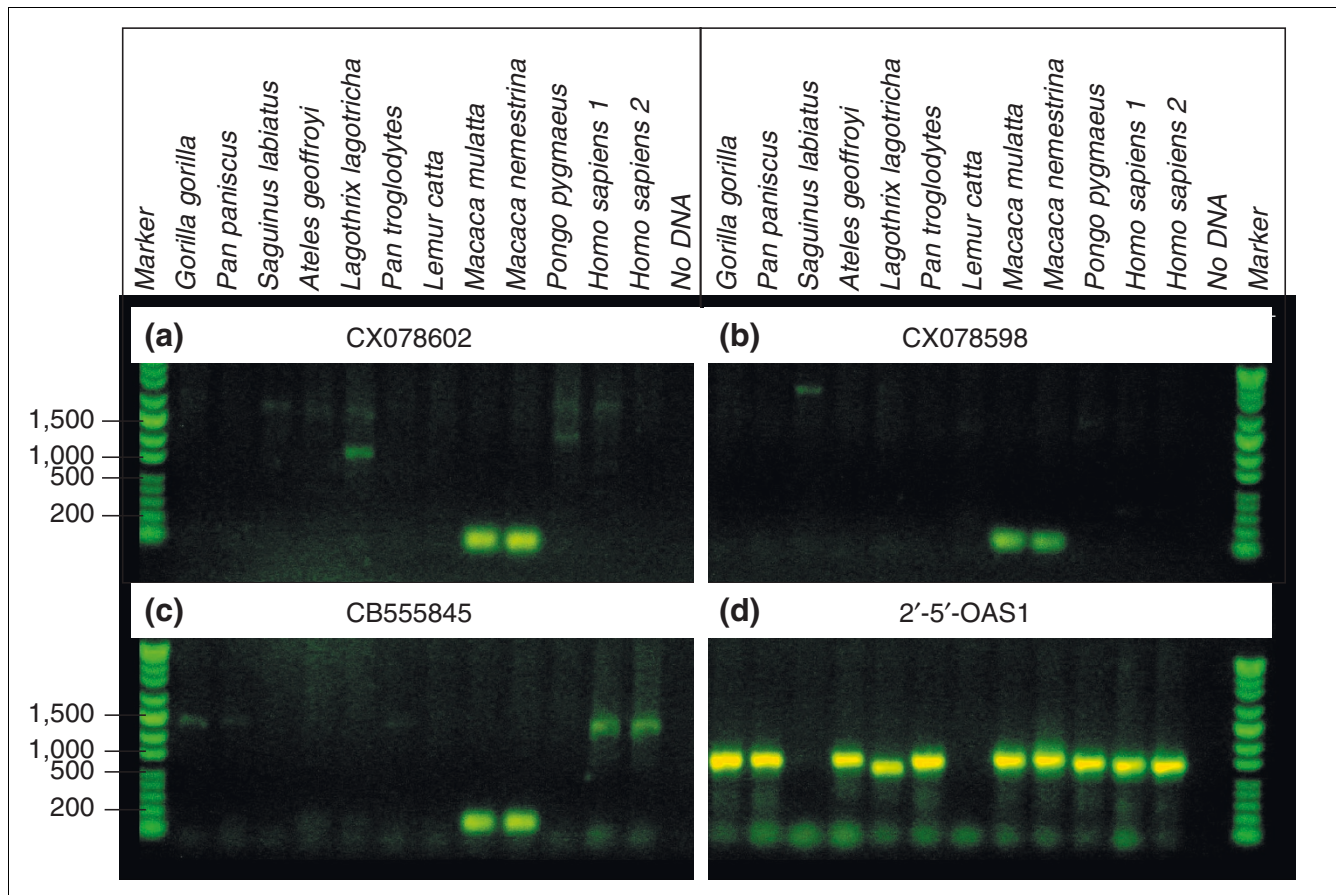 Marker
Gorilla gorilla
Pan paniscus
Saguinus labiatus
Ateles geoffroyi
Lagothrix lagotricha
Pan troglodytes
Lemur catta
Macaca mulatta
Macaca nemestrina
Pongo pygmaeus
Homo sapiens 1
Homo sapiens 2
No DNA
Gorilla gorilla
Pan paniscus
Saguinus labiatus
Ateles geoffroyi
Lagothrix lagotricha
Pan troglodytes
Lemur catta
Macaca mulatta
Macaca nemestrina
Pongo pygmaeus
Homo sapiens 1
Homo sapiens 2
No DNA
Marker
(a) CX078602
(b) CX078598
1,500
1,000
500
200
(c) CB555845
(d) 2′-5′-OAS1
1,500
1,000
500
200